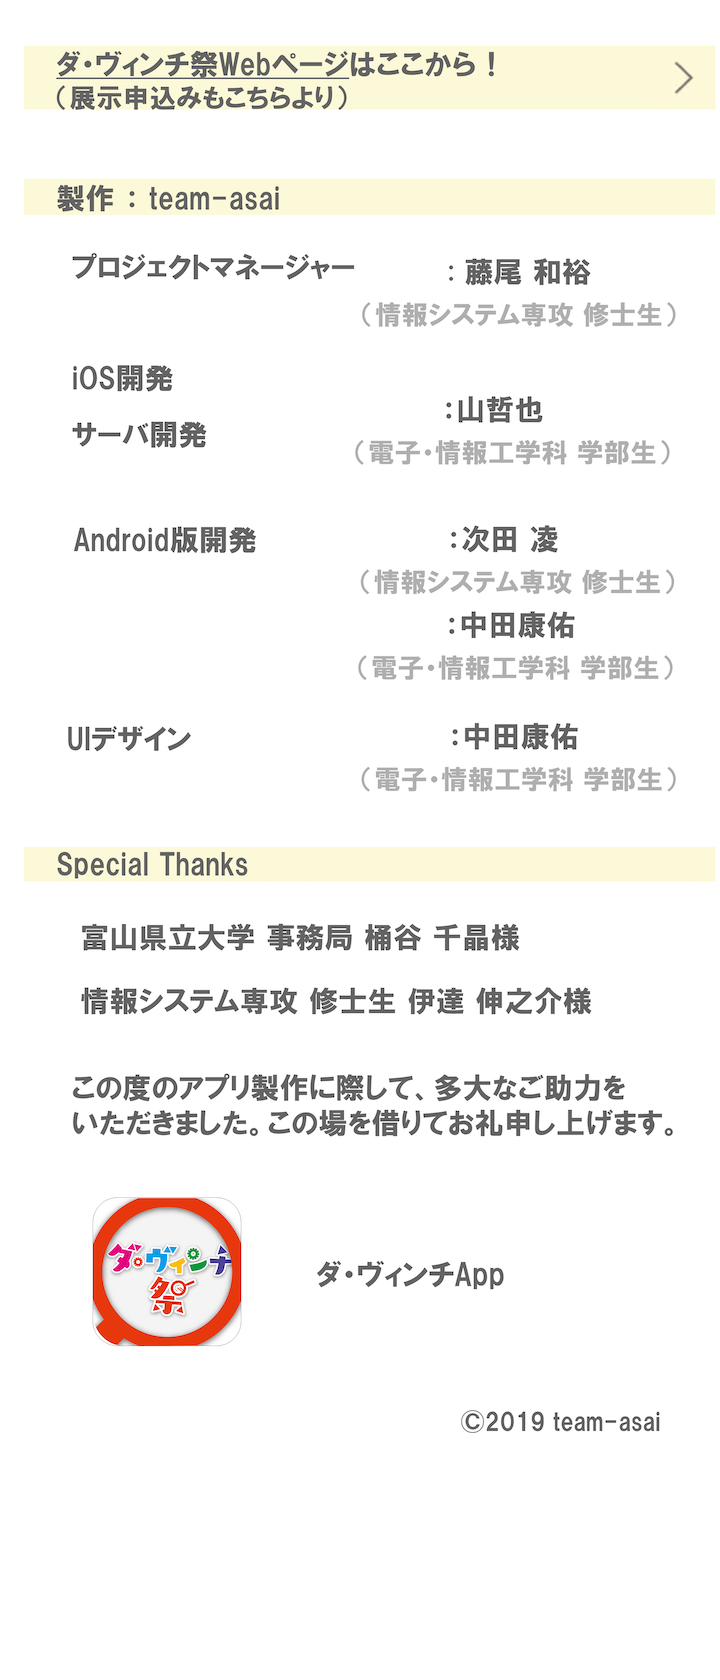 ダ・ヴィンチ祭Webページはここから！
（展示申込みもこちらより）
製作 : team-asai
プロジェクトマネージャー : 藤尾 和裕
（情報システム専攻 修士生）
iOS開発
:山哲也
サーバ開発
（電子・情報工学科 学部生）
Android版開発 :次田 凌
（情報システム専攻 修士生）
:中田康佑
（電子・情報工学科 学部生）
UIデザイン :中田康佑
（電子・情報工学科 学部生）
Special Thanks
富山県立大学 事務局 桶谷 千晶様
情報システム専攻 修士生 伊達 伸之介様
この度のアプリ製作に際して、多大なご助力を
いただきました。この場を借りてお礼申し上げます。
ダ・ヴィンチ
祭
ダ・ヴィンチApp
©2019 team-asai